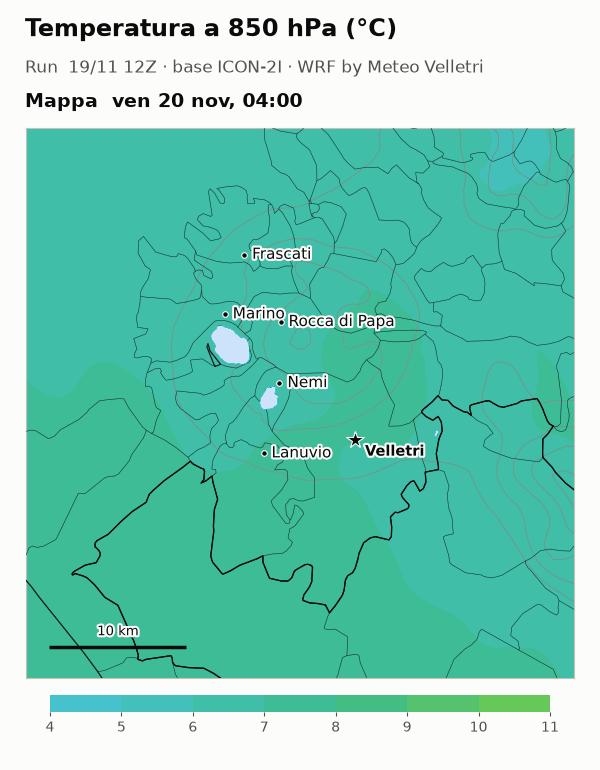 Temperatura a 850 hPa (°C)
Run  19/11 12Z · base ICON-2I · WRF by Meteo Velletri
Mappa  ven 20 nov, 04:00
Frascati
Marino
Rocca di Papa
Nemi
Velletri
Lanuvio
10 km
4 5 6 7 8 9 10 11